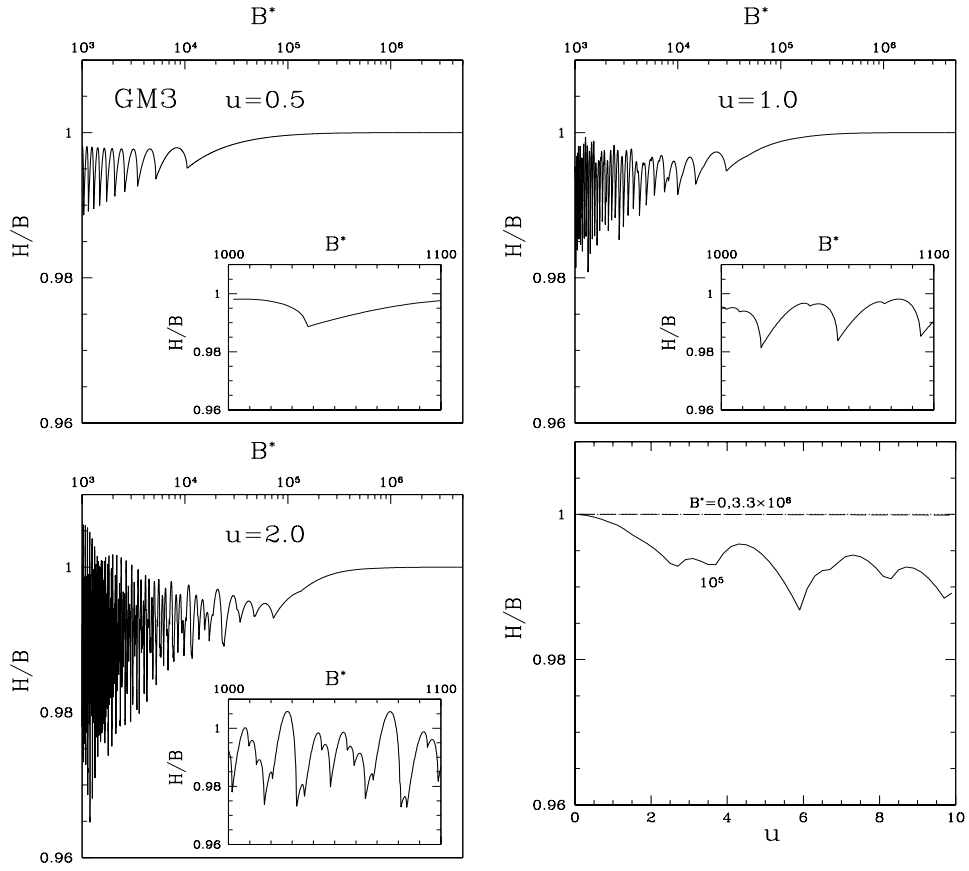 B* B*
10³ 10⁴ 10⁵ 10⁶ 10³ 10⁴ 10⁵ 10⁶
GM3 u=0.5 u=1.0
1 1
H/B H/B
B* B*
1000 1100 1000 1100
1 1
H/B H/B
0.98 0.98
0.98 0.98
0.96 0.96
0.96 0.96
B*
10³ 10⁴ 10⁵ 10⁶
u=2.0
1
H/B
0.98
B*
1000 1100
1
H/B
0.98
0.96
0.96
B*=0,3.3×10⁶
1
10⁵
H/B
0.98
0.96
0 2 4 6 8 10
u